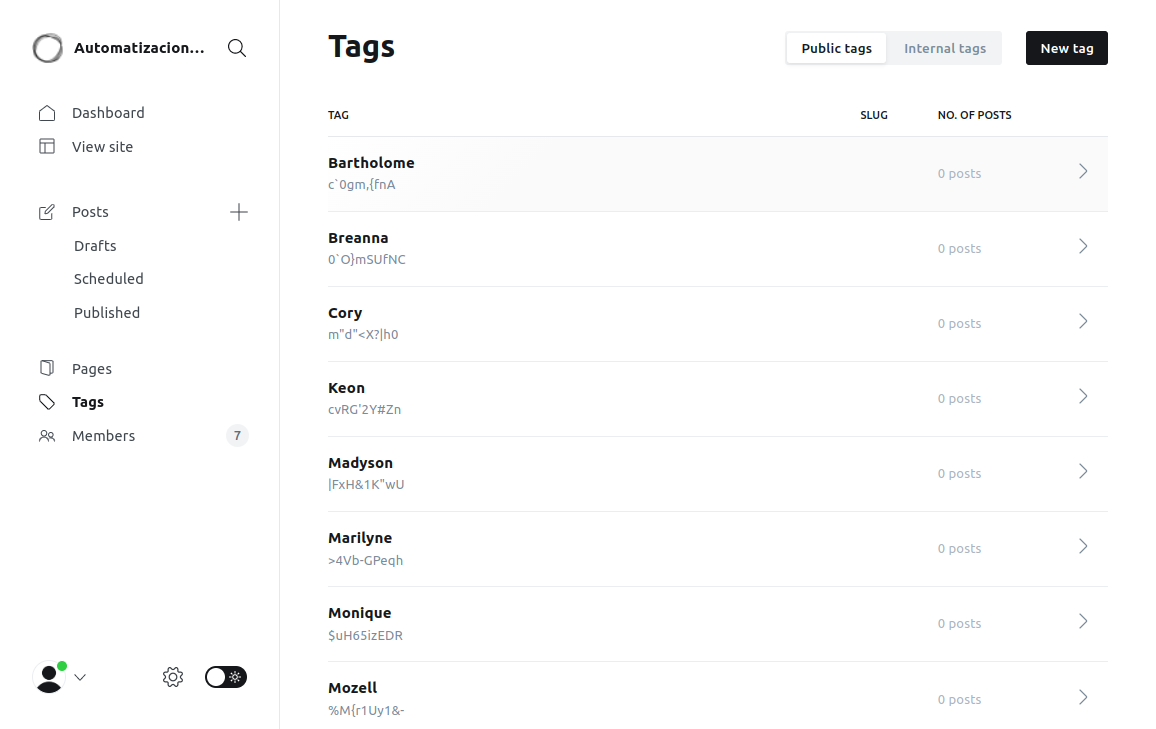 Automatizacion...
Dashboard
View site
Posts
Drafts
Scheduled
Published
Pages
Tags
Members 7
Tags
Public tags Internal tags New tag
TAG SLUG NO. OF POSTS
Bartholome
c`0gm,{fnA
0 posts
Breanna
0`O}mSUfNC
0 posts
Cory
m"d"<X?|h0
0 posts
Keon
cvRG'2Y#Zn
0 posts
Madyson
|FxH&1K"wU
0 posts
Marilyne
>4Vb-GPeqh
0 posts
Monique
$uH65izEDR
0 posts
Mozell
%M{r1Uy1&-
0 posts